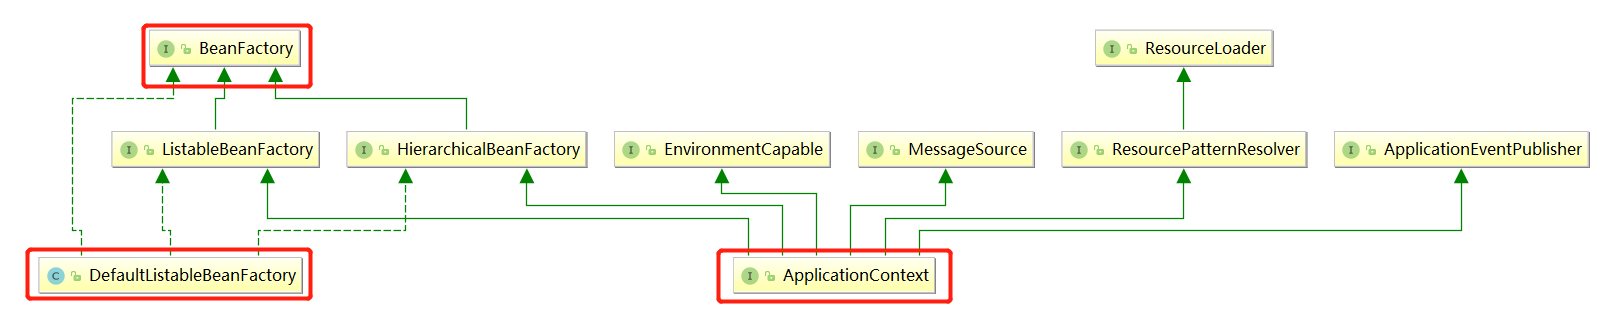 I BeanFactory
I ResourceLoader
I ListableBeanFactory
I HierarchicalBeanFactory
I EnvironmentCapable
I MessageSource
I ResourcePatternResolver
I ApplicationEventPublisher
C DefaultListableBeanFactory
I ApplicationContext